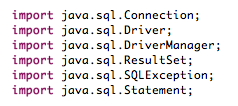 import java.sql.Connection;
import java.sql.Driver;
import java.sql.DriverManager;
import java.sql.ResultSet;
import java.sql.SQLException;
import java.sql.Statement;